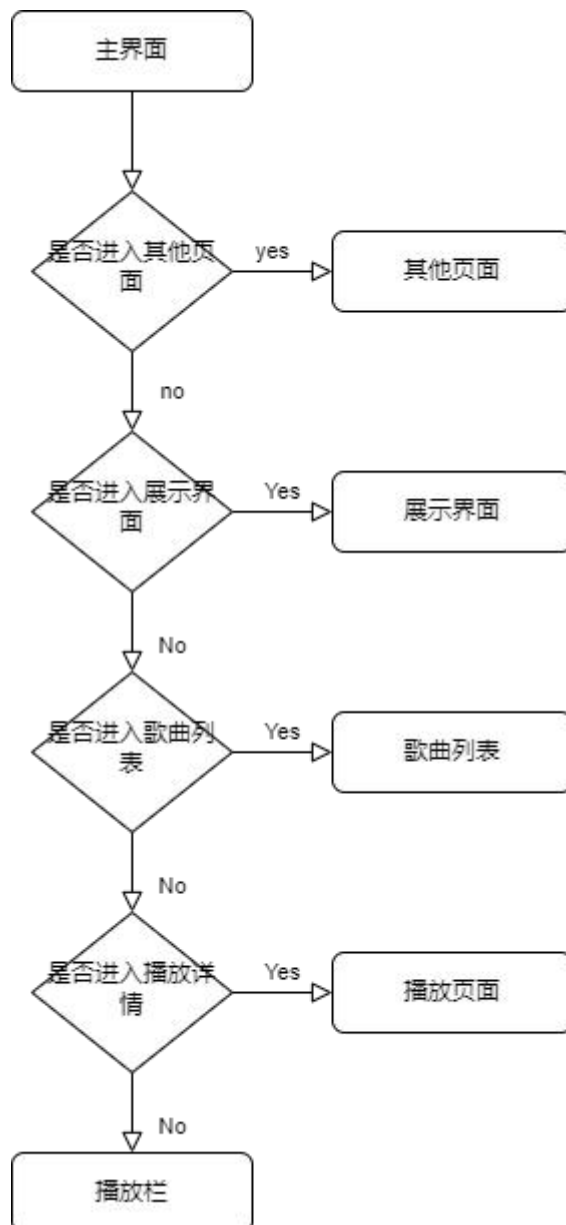 主界面
是否进入其他页
面
yes
其他页面
no
是否进入展示界
面
Yes
展示界面
No
是否进入歌曲列
表
Yes
歌曲列表
No
是否进入播放详
情
Yes
播放页面
No
播放栏